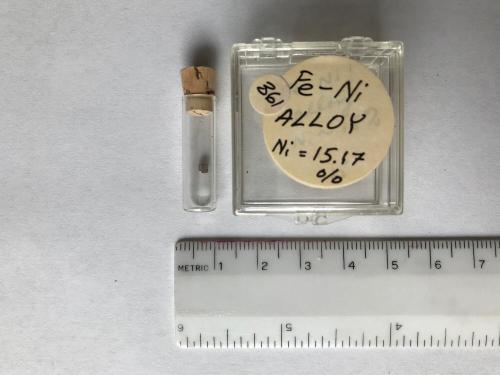 361
Fe-Ni
ALLOY
Ni = 15.17
%
METRIC 1 2 3 4 5 6 7
6 5 4